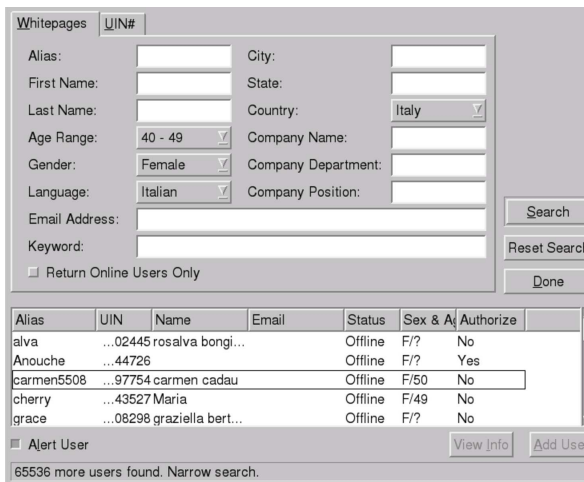 Whitepages UIN#
Alias: City:
First Name: State:
Last Name: Country: Italy
Age Range: 40 - 49 Company Name:
Gender: Female Company Department:
Language: Italian Company Position:
Email Address:
Keyword:
Return Online Users Only
Search
Reset Search
Done
Alias UIN Name Email Status Sex & Ag Authorize
alva ...02445 rosalva bongi... Offline F/? No
Anouche ...44726 Offline F/? Yes
carmen5508 ...97754 carmen cadau Offline F/50 No
cherry ...43527 Maria Offline F/49 No
grace ...08298 graziella bert... Offline F/? No
Alert User View Info Add Use
65536 more users found. Narrow search.